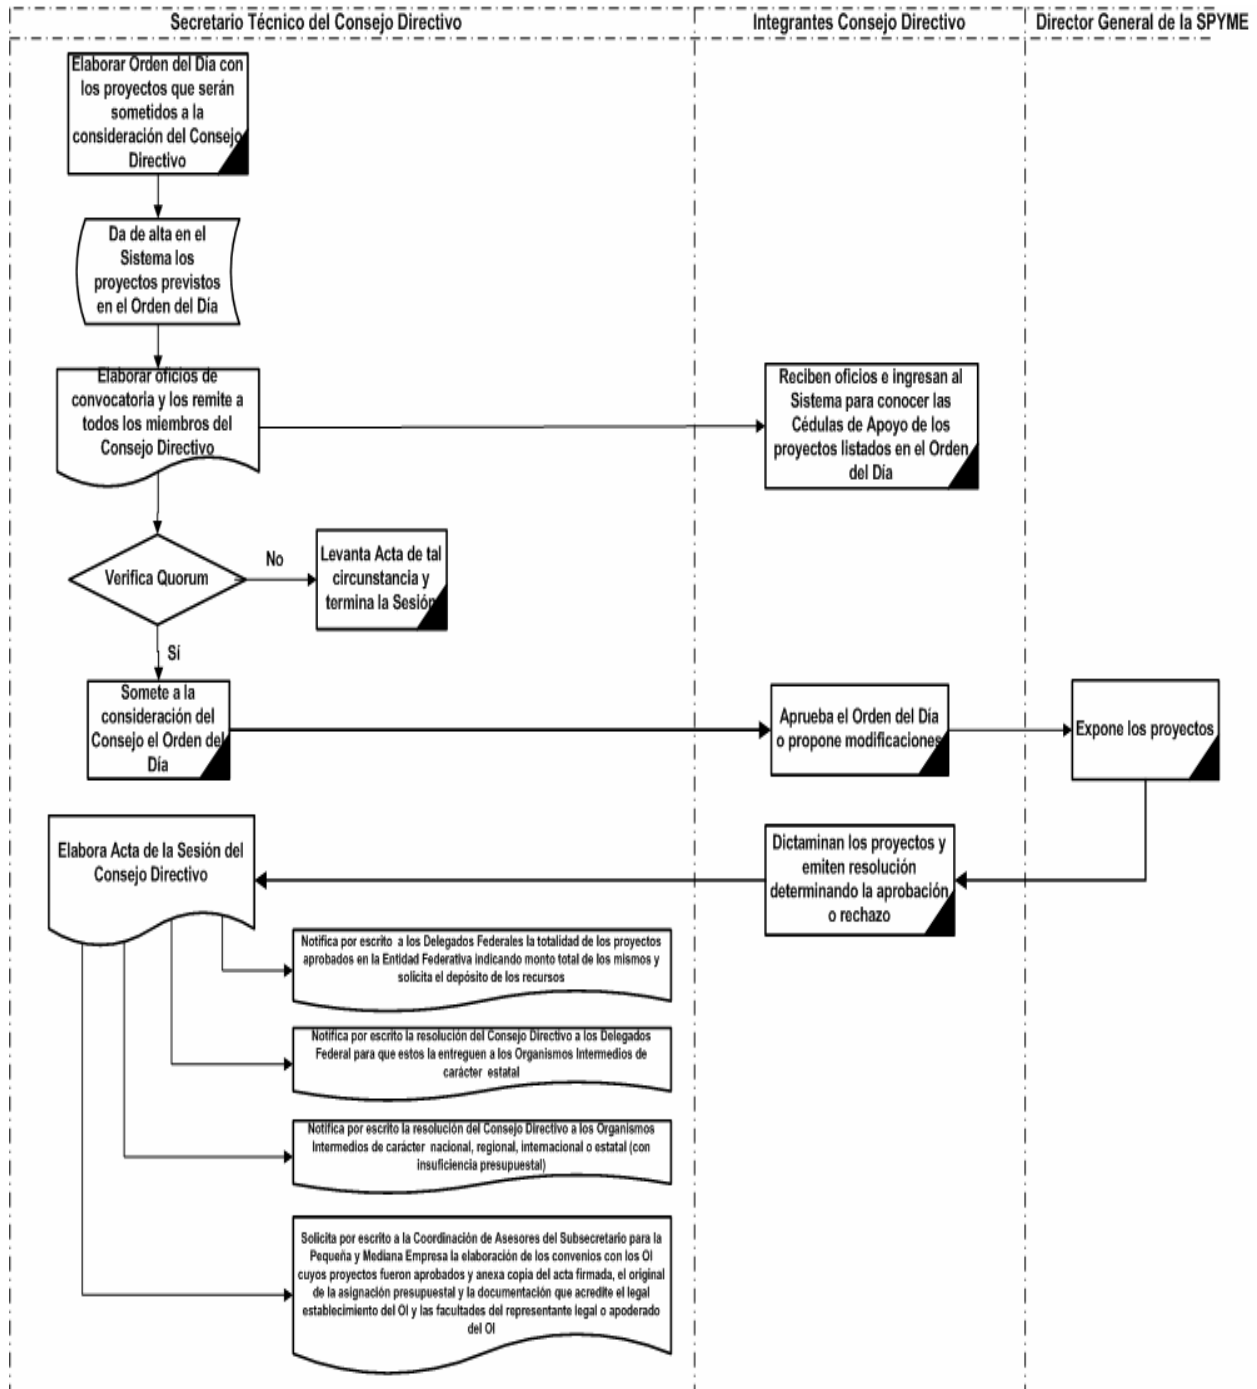 Secretario Técnico del Consejo Directivo
Integrantes Consejo Directivo
Director General de la SPYME
Elaborar Orden del Día con
los proyectos que serán
sometidos a la
consideración del Consejo
Directivo
Da de alta en el
Sistema los
proyectos previstos
en el Orden del Día
Elaborar oficios de
convocatoria y los remite a
todos los miembros del
Consejo Directivo
Reciben oficios e ingresan al
Sistema para conocer las
Cédulas de Apoyo de los
proyectos listados en el Orden
del Día
Verifica Quorum
No
Levanta Acta de tal
circunstancia y
termina la Sesión
Sí
Somete a la
consideración del
Consejo el Orden del
Día
Aprueba el Orden del Día
o propone modificaciones
Expone los proyectos
Dictaminan los proyectos y
emiten resolución
determinando la aprobación
o rechazo
Elabora Acta de la Sesión del
Consejo Directivo
Notifica por escrito a los Delegados Federales la totalidad de los proyectos
aprobados en la Entidad Federativa indicando monto total de los mismos y
solicita el depósito de los recursos
Notifica por escrito la resolución del Consejo Directivo a los Delegados
Federal para que estos la entreguen a los Organismos Intermedios de
carácter estatal
Notifica por escrito la resolución del Consejo Directivo a los Organismos
Intermedios de carácter nacional, regional, internacional o estatal (con
insuficiencia presupuestal)
Solicita por escrito a la Coordinación de Asesores del Subsecretario para la
Pequeña y Mediana Empresa la elaboración de los convenios con los OI
cuyos proyectos fueron aprobados y anexa copia del acta firmada, el original
de la asignación presupuestal y la documentación que acredite el legal
establecimiento del OI y las facultades del representante legal o apoderado
del OI